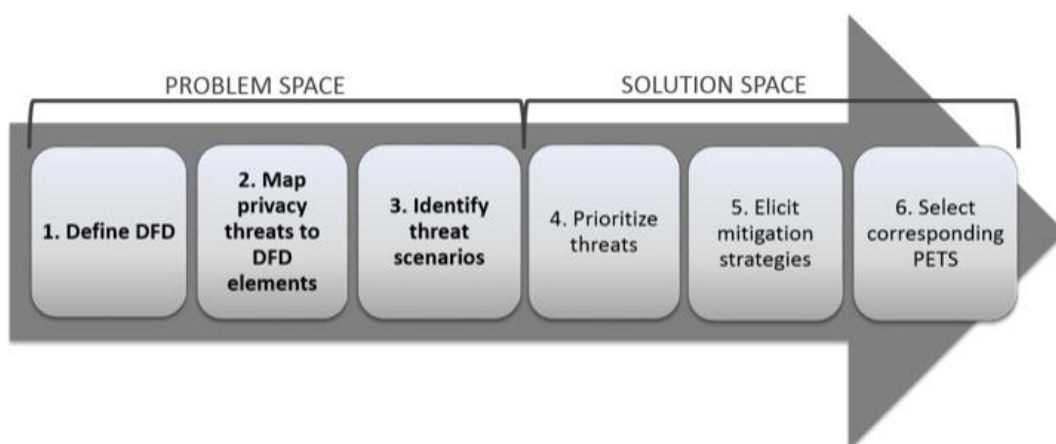 PROBLEM SPACE
SOLUTION SPACE
1. Define DFD
2. Map
privacy
threats to
DFD
elements
3. Identify
threat
scenarios
4. Prioritize
threats
5. Elicit
mitigation
strategies
6. Select
corresponding
PETS